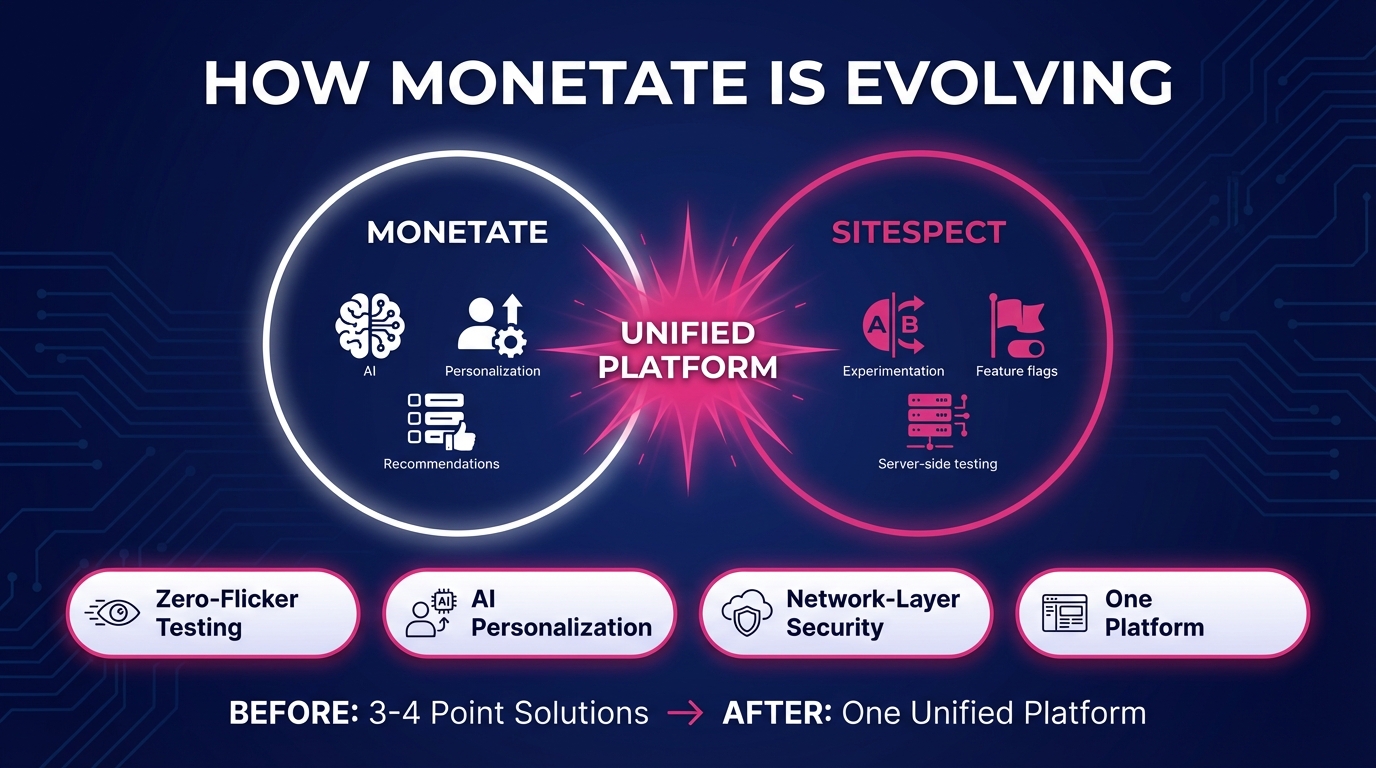 HOW MONETATE IS EVOLVING
MONETATE
AI
Personalization
Recommendations
UNIFIED
PLATFORM
SITESPECT
A B
Experimentation
Feature flags
Server-side testing
Zero-Flicker
Testing
AI
AI
Personalization
Network-Layer
Security
One
Platform
BEFORE: 3-4 Point Solutions → AFTER: One Unified Platform